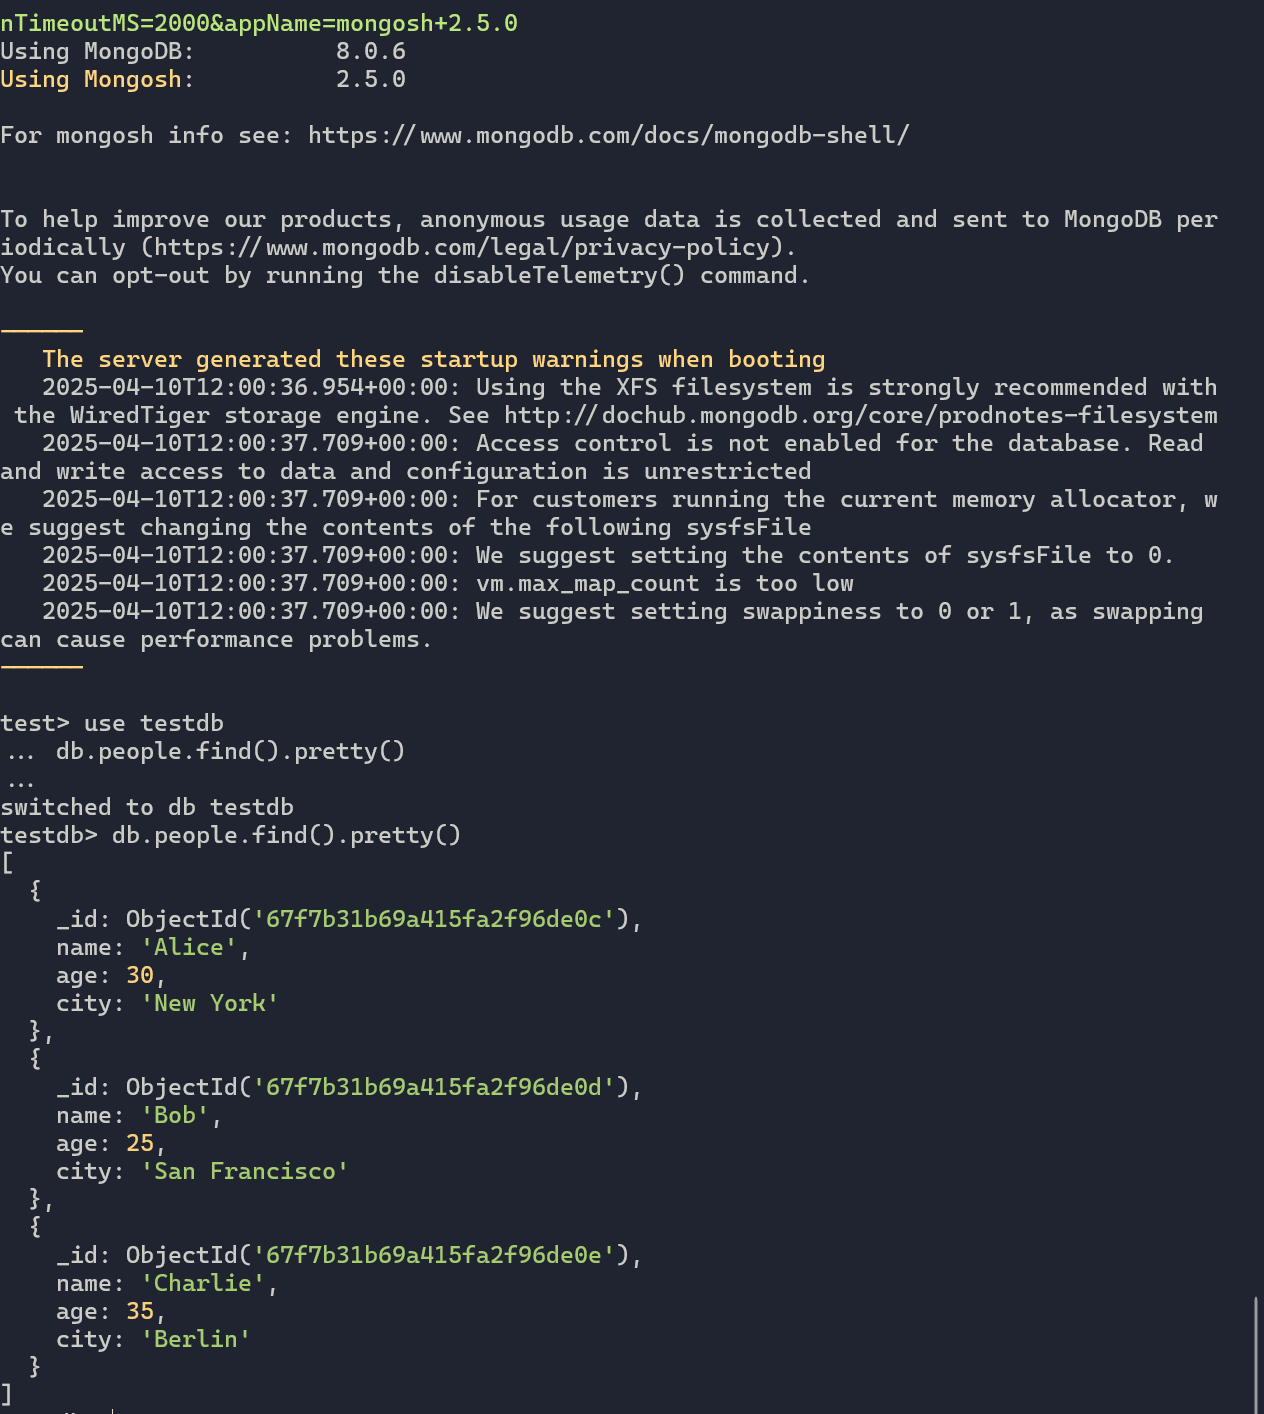 nTimeoutMS=2000&appName=mongosh+2.5.0
Using MongoDB:          8.0.6
Using Mongosh:          2.5.0
For mongosh info see: https://www.mongodb.com/docs/mongodb-shell/
To help improve our products, anonymous usage data is collected and sent to MongoDB per
iodically (https://www.mongodb.com/legal/privacy-policy).
You can opt-out by running the disableTelemetry() command.
------
   The server generated these startup warnings when booting
   2025-04-10T12:00:36.954+00:00: Using the XFS filesystem is strongly recommended with
 the WiredTiger storage engine. See http://dochub.mongodb.org/core/prodnotes-filesystem
   2025-04-10T12:00:37.709+00:00: Access control is not enabled for the database. Read
and write access to data and configuration is unrestricted
   2025-04-10T12:00:37.709+00:00: For customers running the current memory allocator, w
e suggest changing the contents of the following sysfsFile
   2025-04-10T12:00:37.709+00:00: We suggest setting the contents of sysfsFile to 0.
   2025-04-10T12:00:37.709+00:00: vm.max_map_count is too low
   2025-04-10T12:00:37.709+00:00: We suggest setting swappiness to 0 or 1, as swapping
can cause performance problems.
------
test> use testdb
... db.people.find().pretty()
...
switched to db testdb
testdb> db.people.find().pretty()
[
  {
    _id: ObjectId('67f7b31b69a415fa2f96de0c'),
    name: 'Alice',
    age: 30,
    city: 'New York'
  },
  {
    _id: ObjectId('67f7b31b69a415fa2f96de0d'),
    name: 'Bob',
    age: 25,
    city: 'San Francisco'
  },
  {
    _id: ObjectId('67f7b31b69a415fa2f96de0e'),
    name: 'Charlie',
    age: 35,
    city: 'Berlin'
  }
]